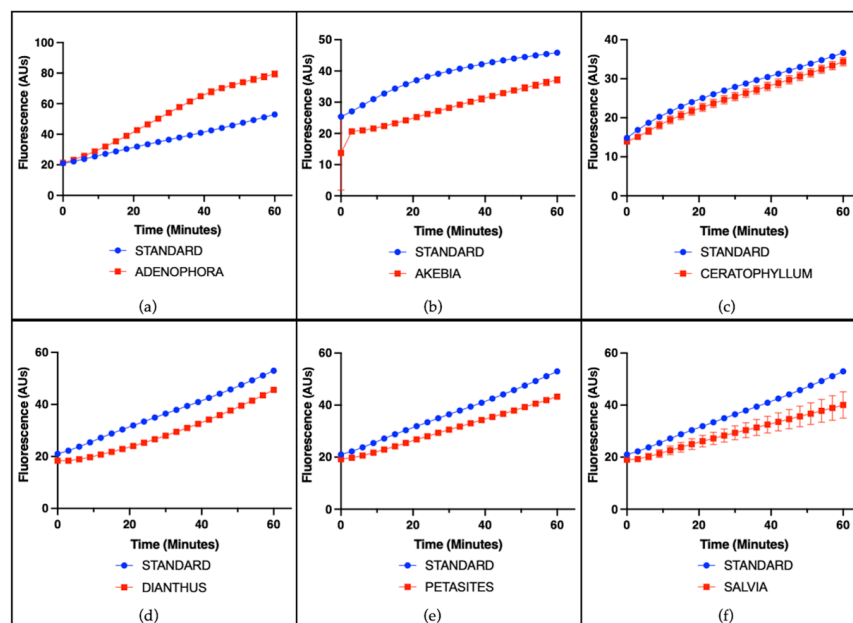 100
80
60
40
20
0
Fluorescence (AUs)
0 20 40 60
Time (Minutes)
STANDARD
ADENOPHORA
(a)
50
40
30
20
10
0
Fluorescence (AUs)
0 20 40 60
Time (Minutes)
STANDARD
AKEBIA
(b)
40
30
20
10
0
Fluorescence (AUs)
0 20 40 60
Time (Minutes)
STANDARD
CERATOPHYLLUM
(c)
60
40
20
0
Fluorescence (AUs)
0 20 40 60
Time (Minutes)
STANDARD
DIANTHUS
(d)
60
40
20
0
Fluorescence (AUs)
0 20 40 60
Time (Minutes)
STANDARD
PETASITES
(e)
60
40
20
0
Fluorescence (AUs)
0 20 40 60
Time (Minutes)
STANDARD
SALVIA
(f)